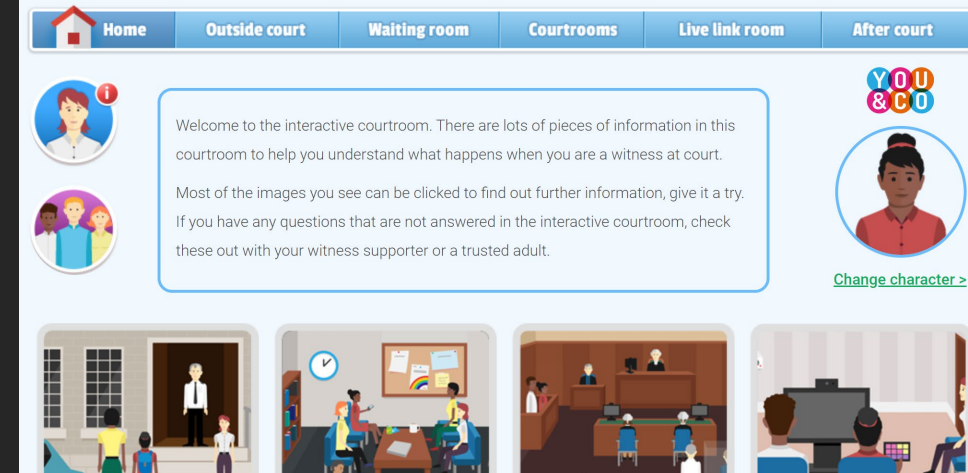 Home
Outside court
Waiting room
Courtrooms
Live link room
After court
i
YOU
&CO
Welcome to the interactive courtroom. There are lots of pieces of information in this
courtroom to help you understand what happens when you are a witness at court.
Most of the images you see can be clicked to find out further information, give it a try.
If you have any questions that are not answered in the interactive courtroom, check
these out with your witness supporter or a trusted adult.
Change character >